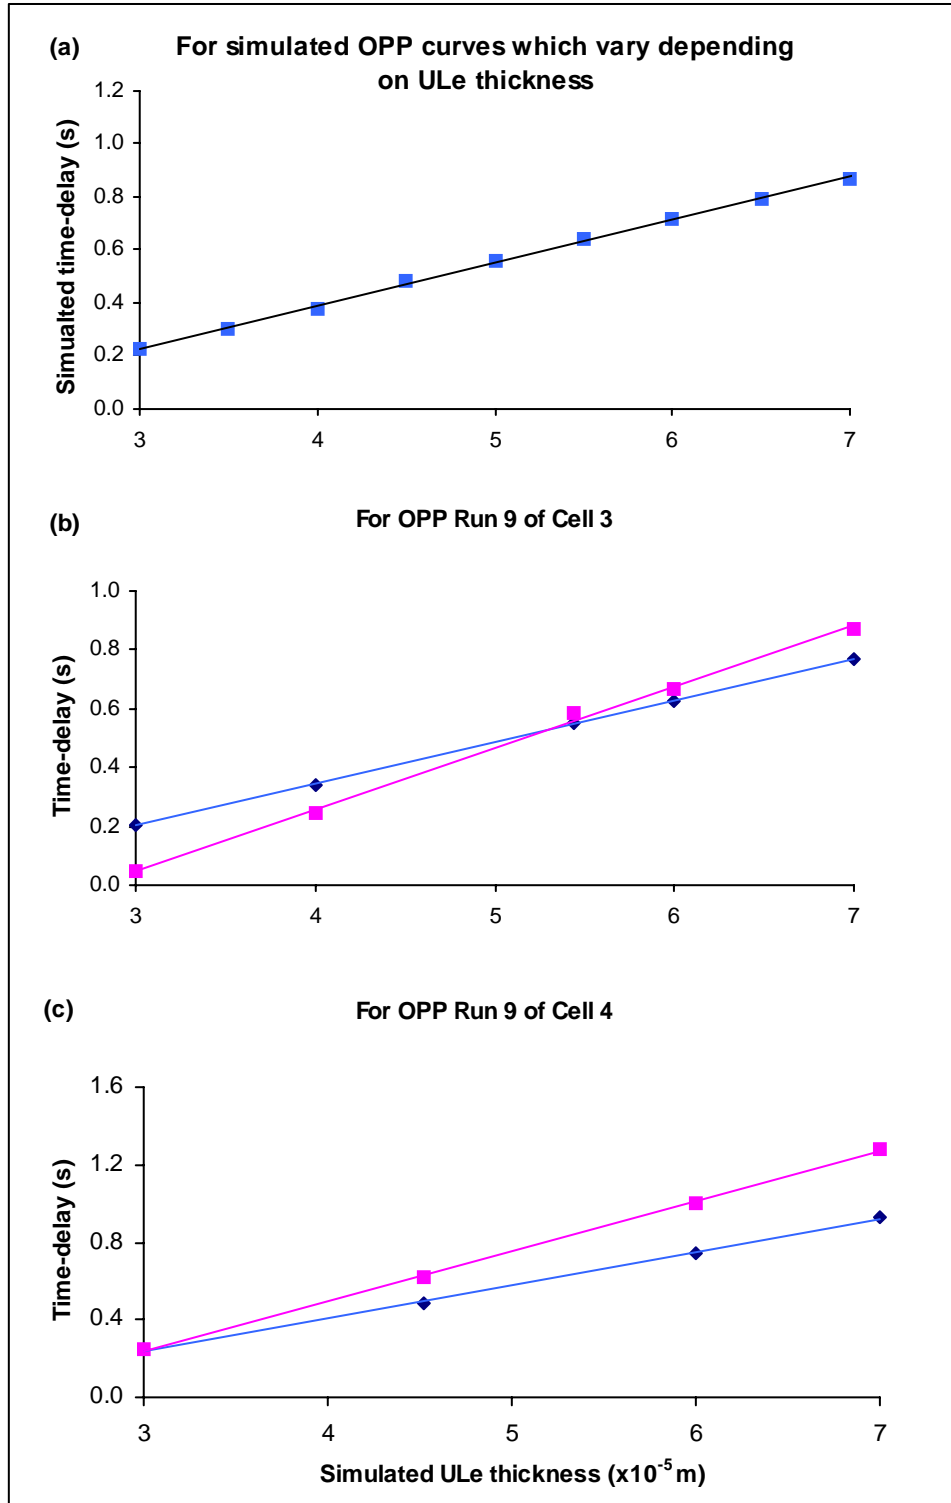 (a)
For simulated OPP curves which vary depending
on ULe thickness
Simualted time-delay (s)
1.2
1.0
0.8
0.6
0.4
0.2
0.0
3 4 5 6 7
(b)
For OPP Run 9 of Cell 3
Time-delay (s)
1.0
0.8
0.6
0.4
0.2
0.0
3 4 5 6 7
(c)
For OPP Run 9 of Cell 4
Time-delay (s)
1.6
1.2
0.8
0.4
0.0
3 4 5 6 7
Simulated ULe thickness (x10⁻⁵ m)